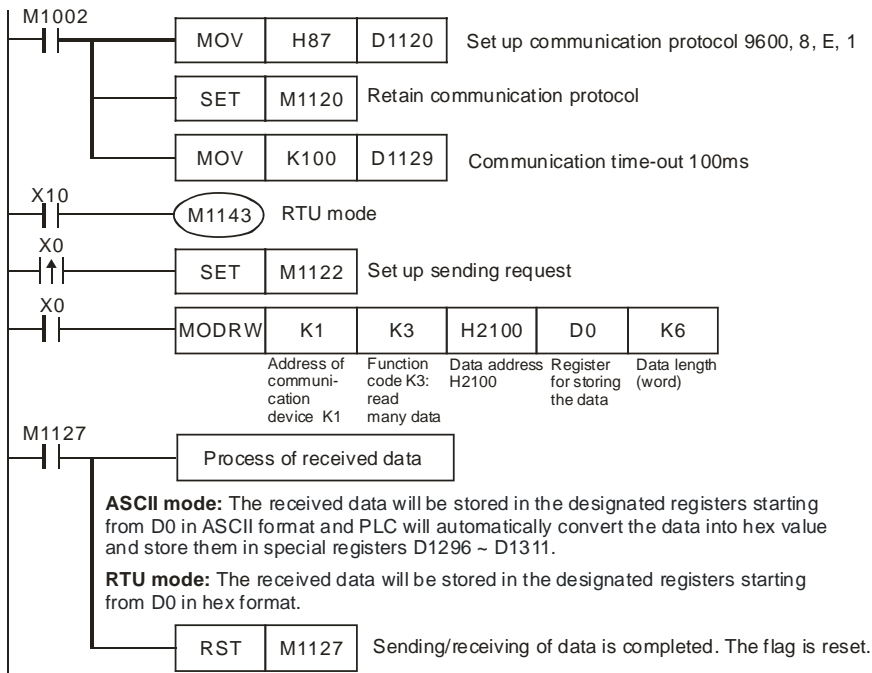 M1002
MOV H87 D1120 Set up communication protocol 9600, 8, E, 1
SET M1120 Retain communication protocol
MOV K100 D1129 Communication time-out 100ms
X10
M1143 RTU mode
X0
SET M1122 Set up sending request
X0
MODRW K1 K3 H2100 D0 K6
Address of communi-cation device K1
Function code K3: read many data
Data address H2100
Register for storing the data
Data length (word)
M1127
Process of received data
ASCII mode: The received data will be stored in the designated registers starting
from D0 in ASCII format and PLC will automatically convert the data into hex value
and store them in special registers D1296 ~ D1311.
RTU mode: The received data will be stored in the designated registers starting
from D0 in hex format.
RST M1127 Sending/receiving of data is completed. The flag is reset.